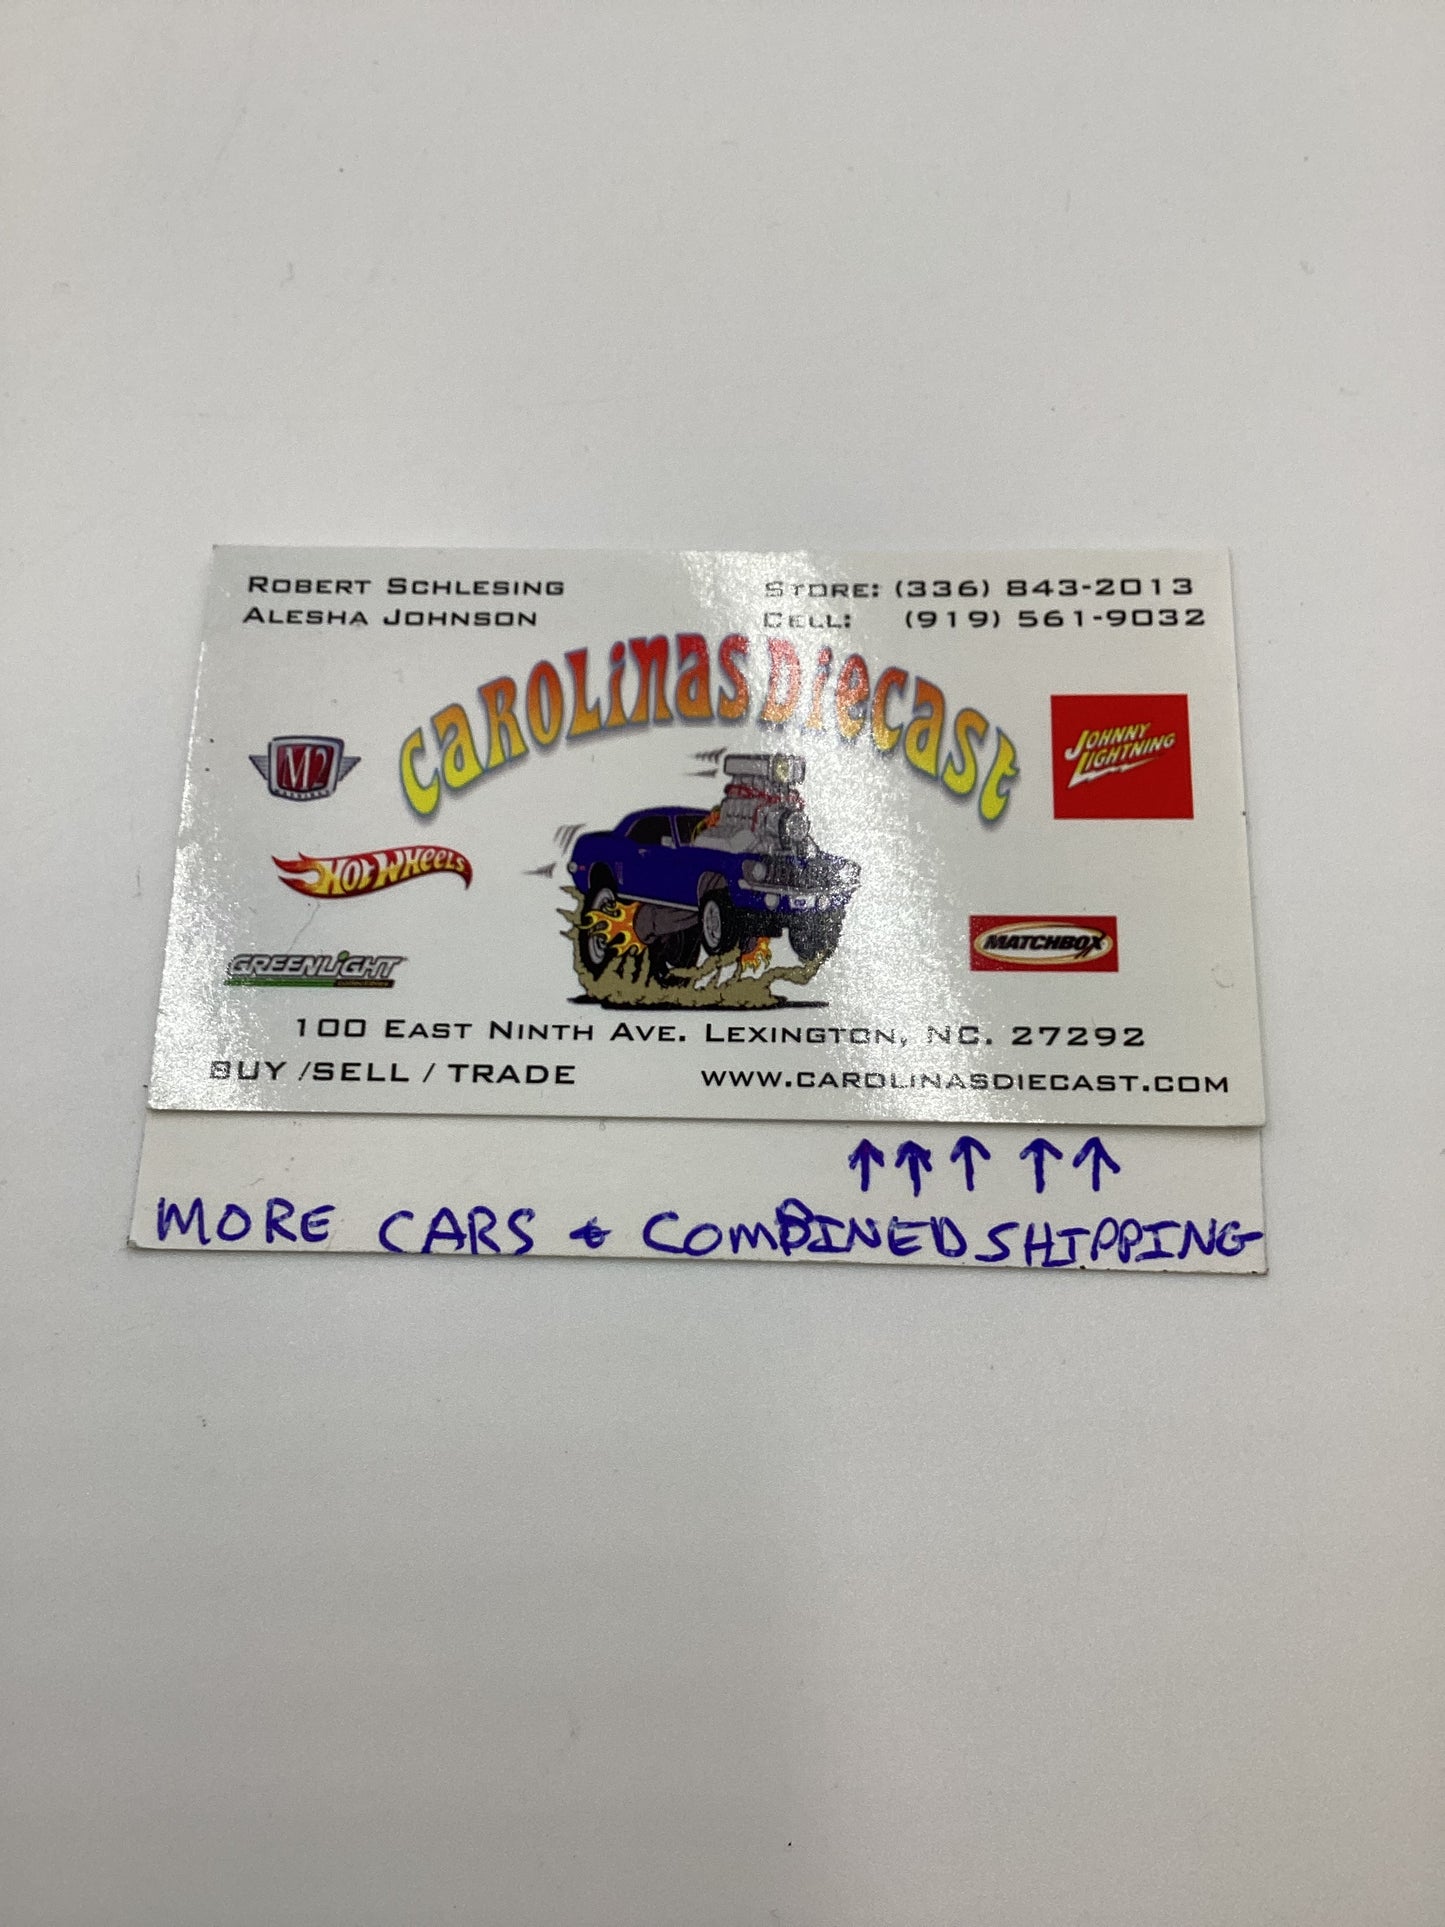 ROBERT SCHLESING
ALESHA JOHNSON
STORE: (336) 843-2013
CELL: (919) 561-9032
CAROLINAS DIECAST
M2
JOHNNY LIGHTNING
HOT WHEELS
MATCHBOX
GREENLIGHT
collectibles
100 EAST NINTH AVE. LEXINGTON, NC. 27292
BUY /SELL / TRADE
WWW.CAROLINASDIECAST.COM
↑↑↑ ↑↑
MORE CARS & COMBINED SHIPPING